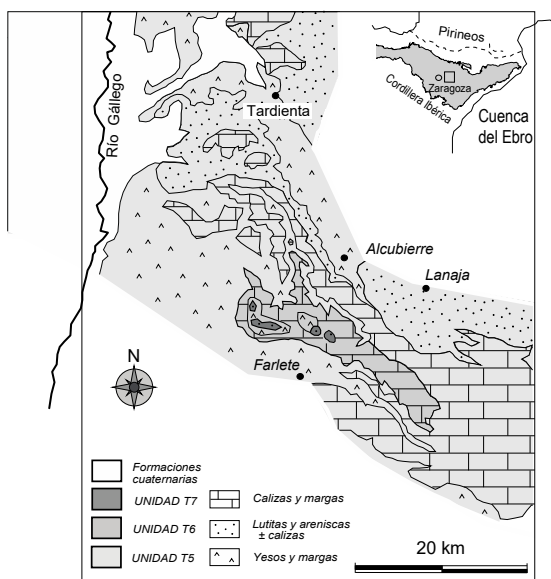 Pirineos
Zaragoza
Cordillera Ibérica
Cuenca
del Ebro
Río Gállego
Tardienta
Alcubierre
Lanaja
Farlete
N
Formaciones
cuaternarias
UNIDAD T7
Calizas y margas
UNIDAD T6
Lutitas y areniscas
± calizas
UNIDAD T5
Yesos y margas
20 km